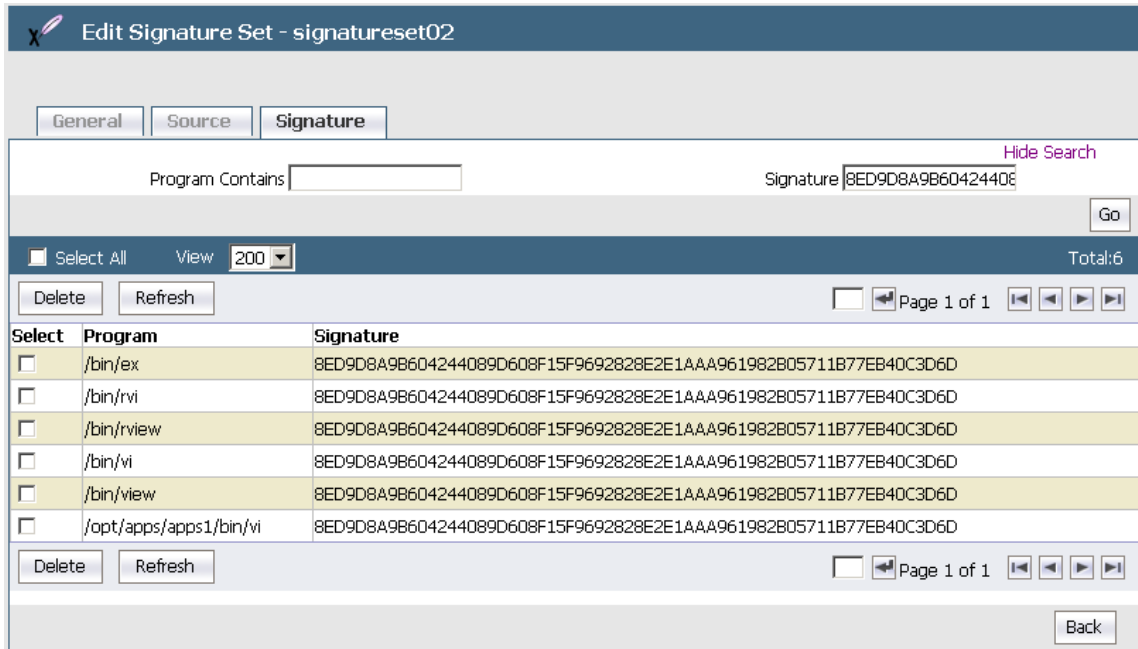 Edit Signature Set - signatureset02
General Source Signature
Hide Search
Program Contains Signature 8ED9D8A9B60424408
Go
Select All View 200 Total:6
Delete Refresh Page 1 of 1
Select Program Signature
/bin/ex 8ED9D8A9B604244089D608F15F9692828E2E1AAA961982B05711B77EB40C3D6D
/bin/rvi 8ED9D8A9B604244089D608F15F9692828E2E1AAA961982B05711B77EB40C3D6D
/bin/rview 8ED9D8A9B604244089D608F15F9692828E2E1AAA961982B05711B77EB40C3D6D
/bin/vi 8ED9D8A9B604244089D608F15F9692828E2E1AAA961982B05711B77EB40C3D6D
/bin/view 8ED9D8A9B604244089D608F15F9692828E2E1AAA961982B05711B77EB40C3D6D
/opt/apps/apps1/bin/vi 8ED9D8A9B604244089D608F15F9692828E2E1AAA961982B05711B77EB40C3D6D
Delete Refresh Page 1 of 1
Back